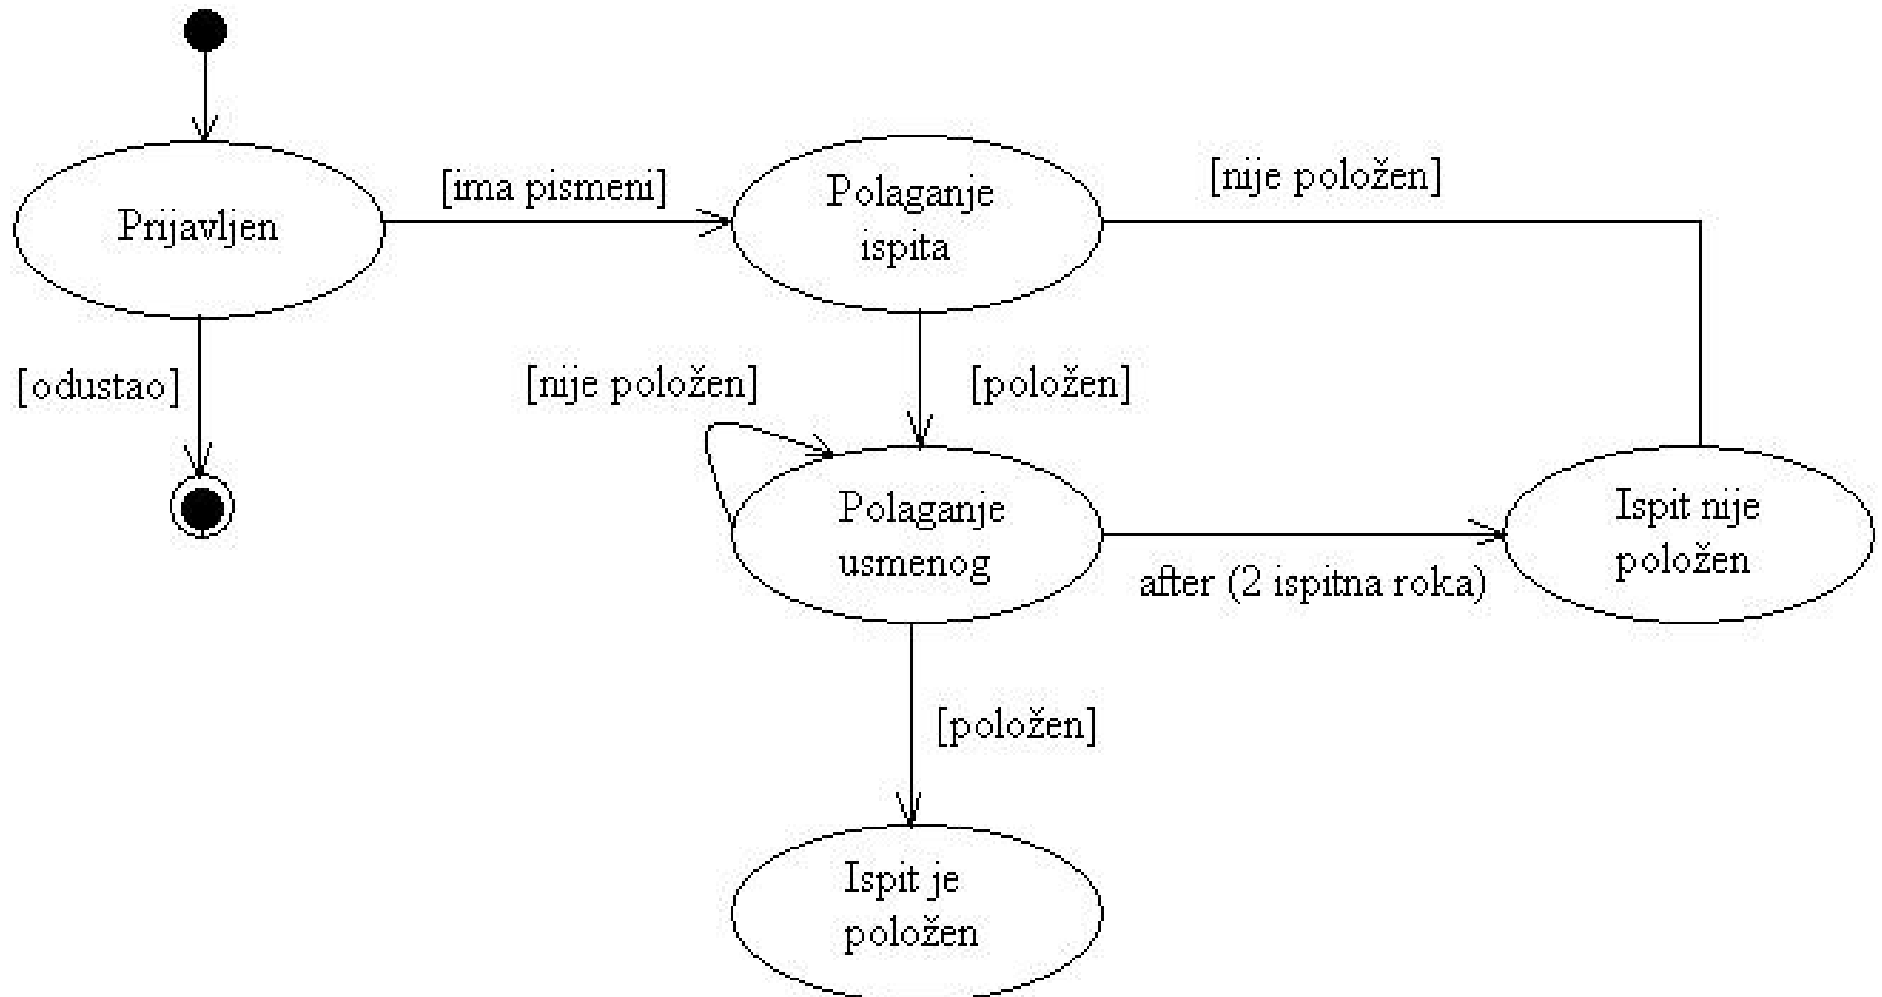 Prijavljen
[ima pismeni]
Polaganje
ispita
[nije položen]
[odustao]
[nije položen]
[položen]
Polaganje
usmenog
after (2 ispitna roka)
Ispit nije
položen
[položen]
Ispit je
položen